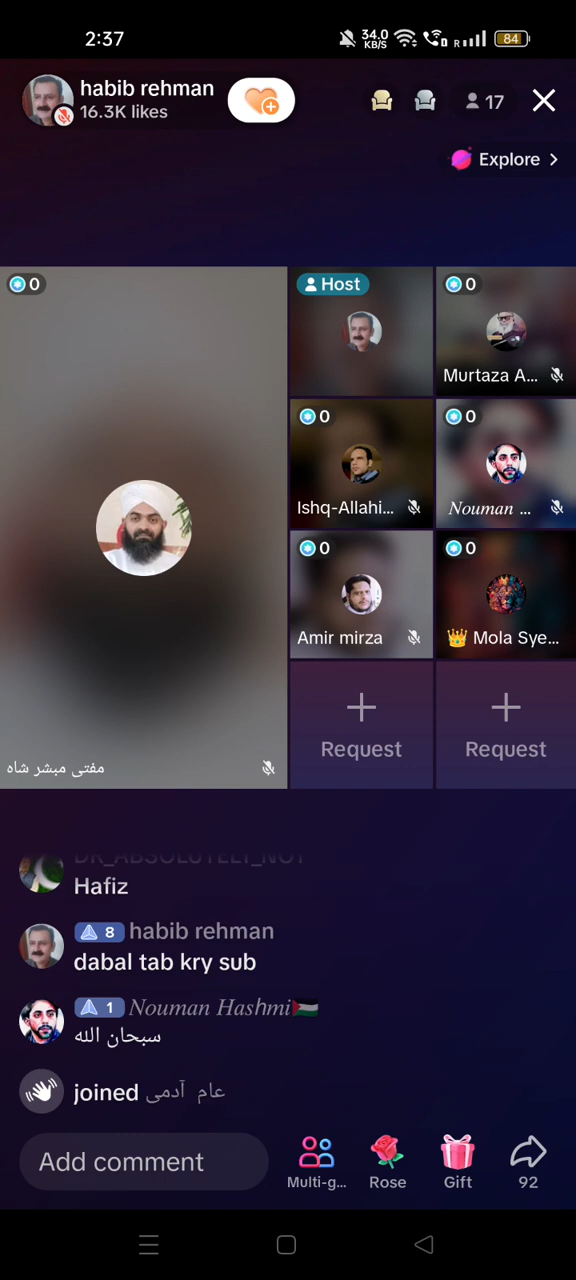 2:37
34.0
KB/S
R
84
habib rehman
16.3K likes
17
Explore
0
Host
0
Murtaza A...
0
Ishq-Allahi...
0
Nouman ...
0
Amir mirza
0
Mola Sye...
مفتی مبشر شاہ
Request
Request
DR_ABSOLUTELY_NOT
Hafiz
8 habib rehman
dabal tab kry sub
1 Nouman Hashmi
سبحان الله
joined عام آدمی
Add comment
Multi-g...
Rose
Gift
92